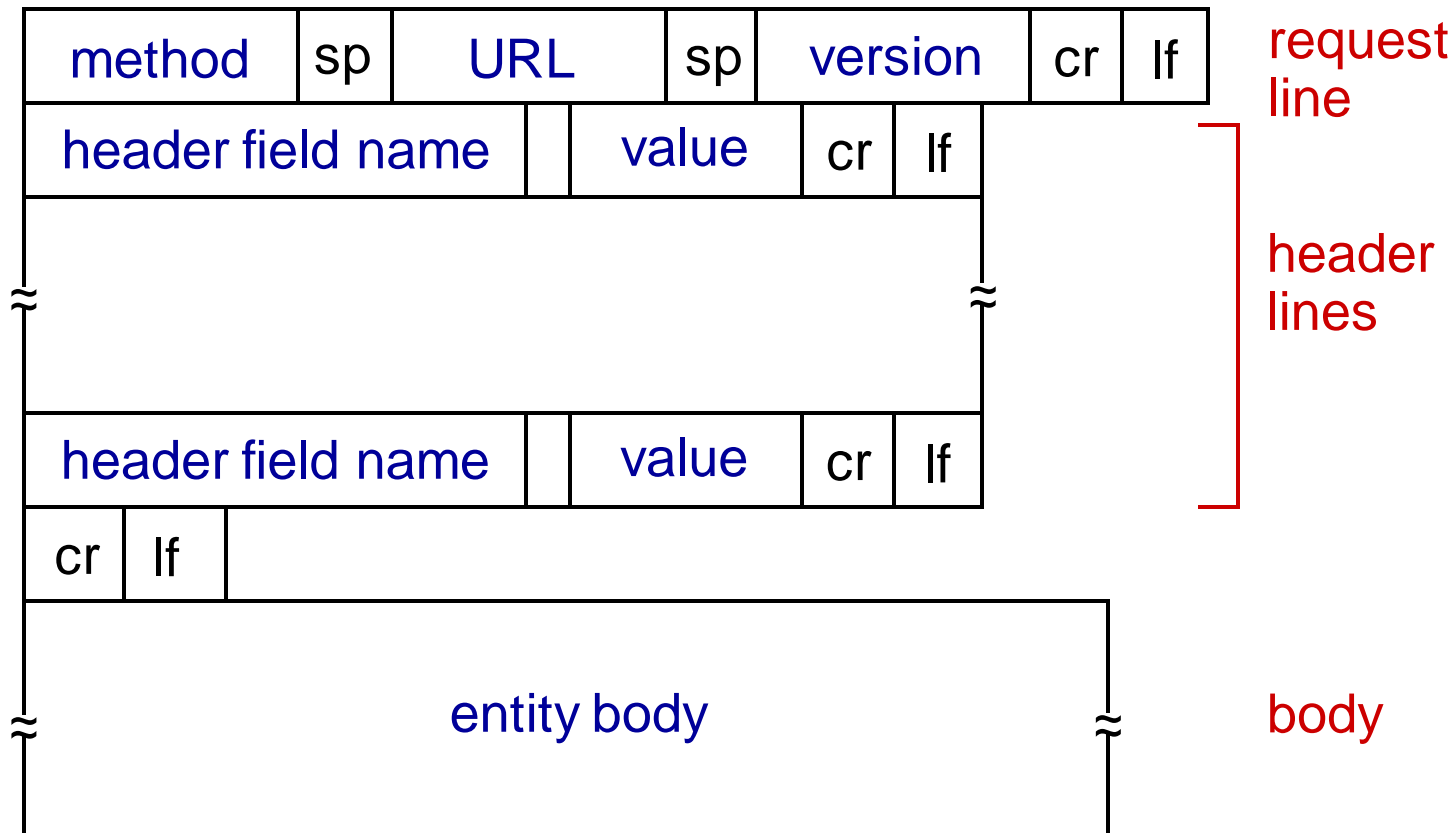 method sp URL sp version cr lf request
line
header field name value cr lf
header
lines
≈ ≈
header field name value cr lf
cr lf
≈ entity body ≈ body